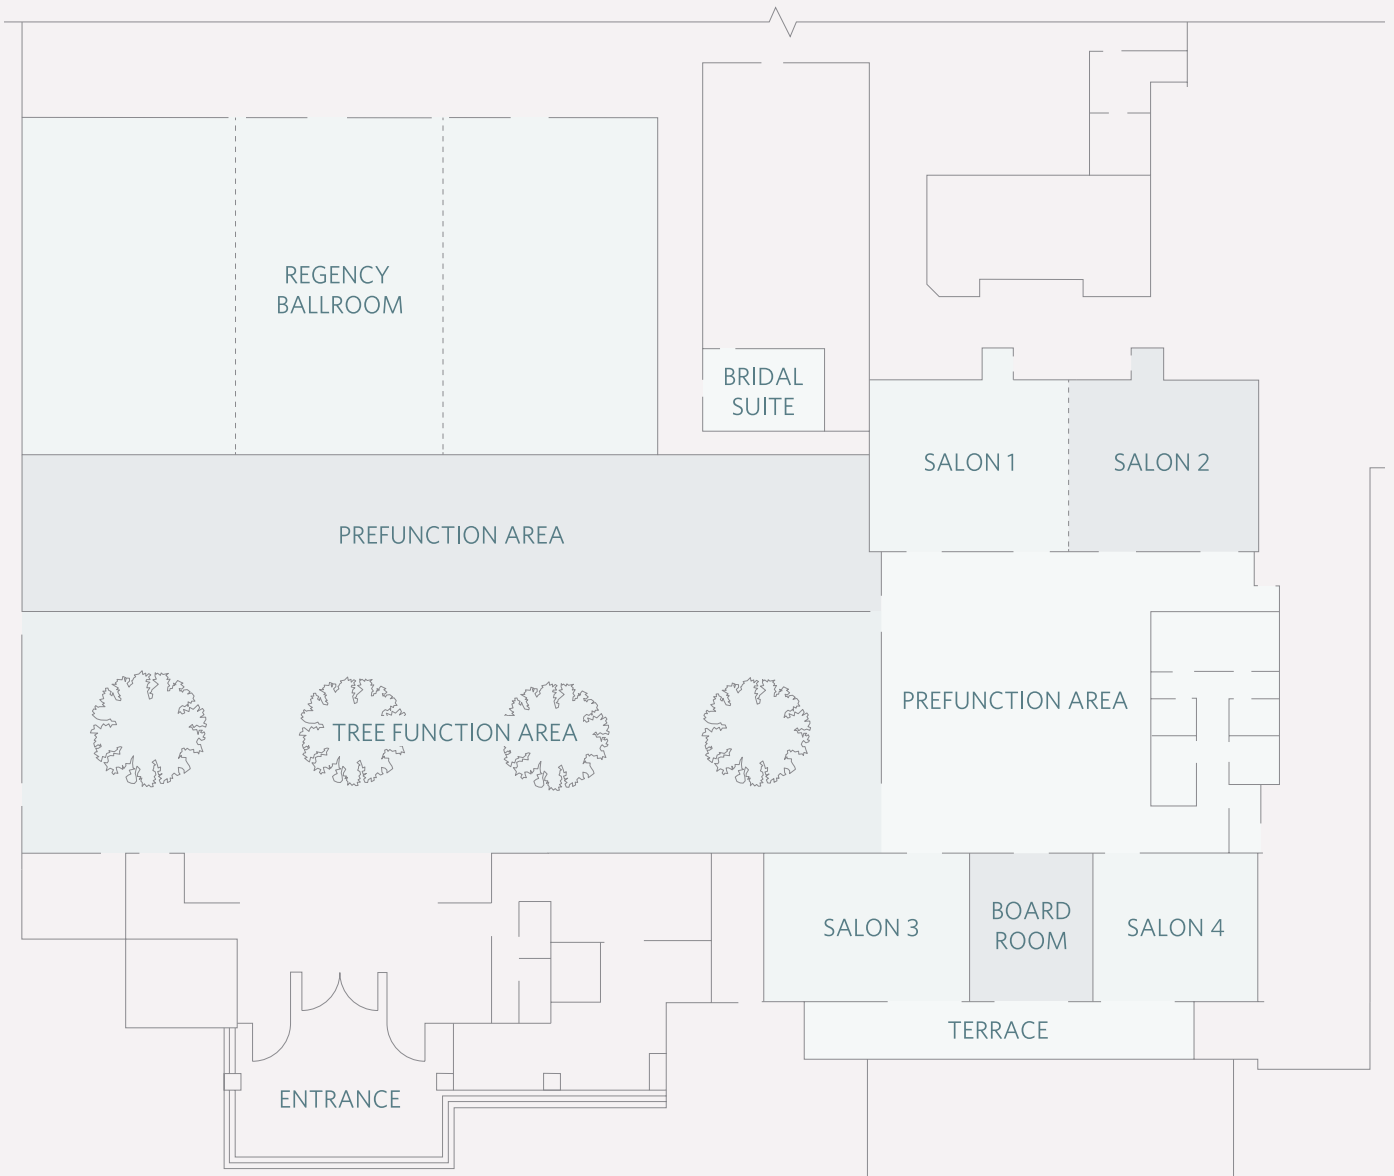 REGENCY
BALLROOM
BRIDAL
SUITE
SALON 1
SALON 2
PREFUNCTION AREA
PREFUNCTION AREA
TREE FUNCTION AREA
SALON 3
BOARD
ROOM
SALON 4
TERRACE
ENTRANCE